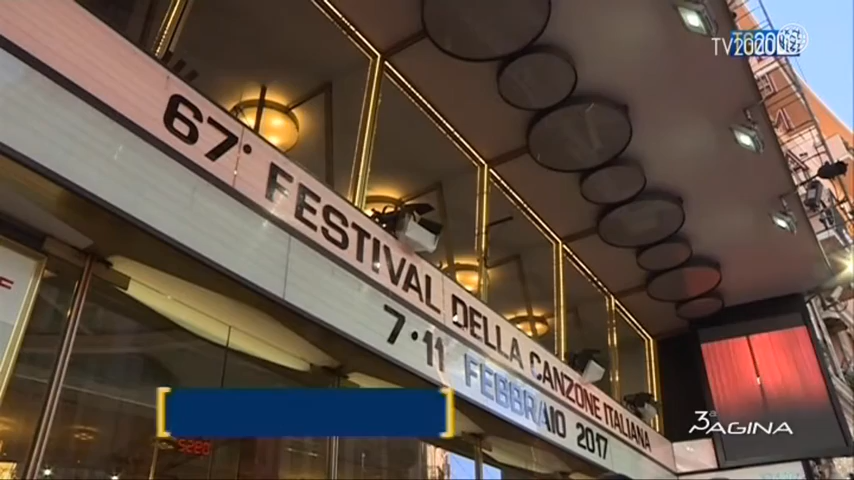 TV2000
67° FESTIVAL DELLA CANZONE ITALIANA
7•11 FEBBRAIO 2017
3ª PAGINA